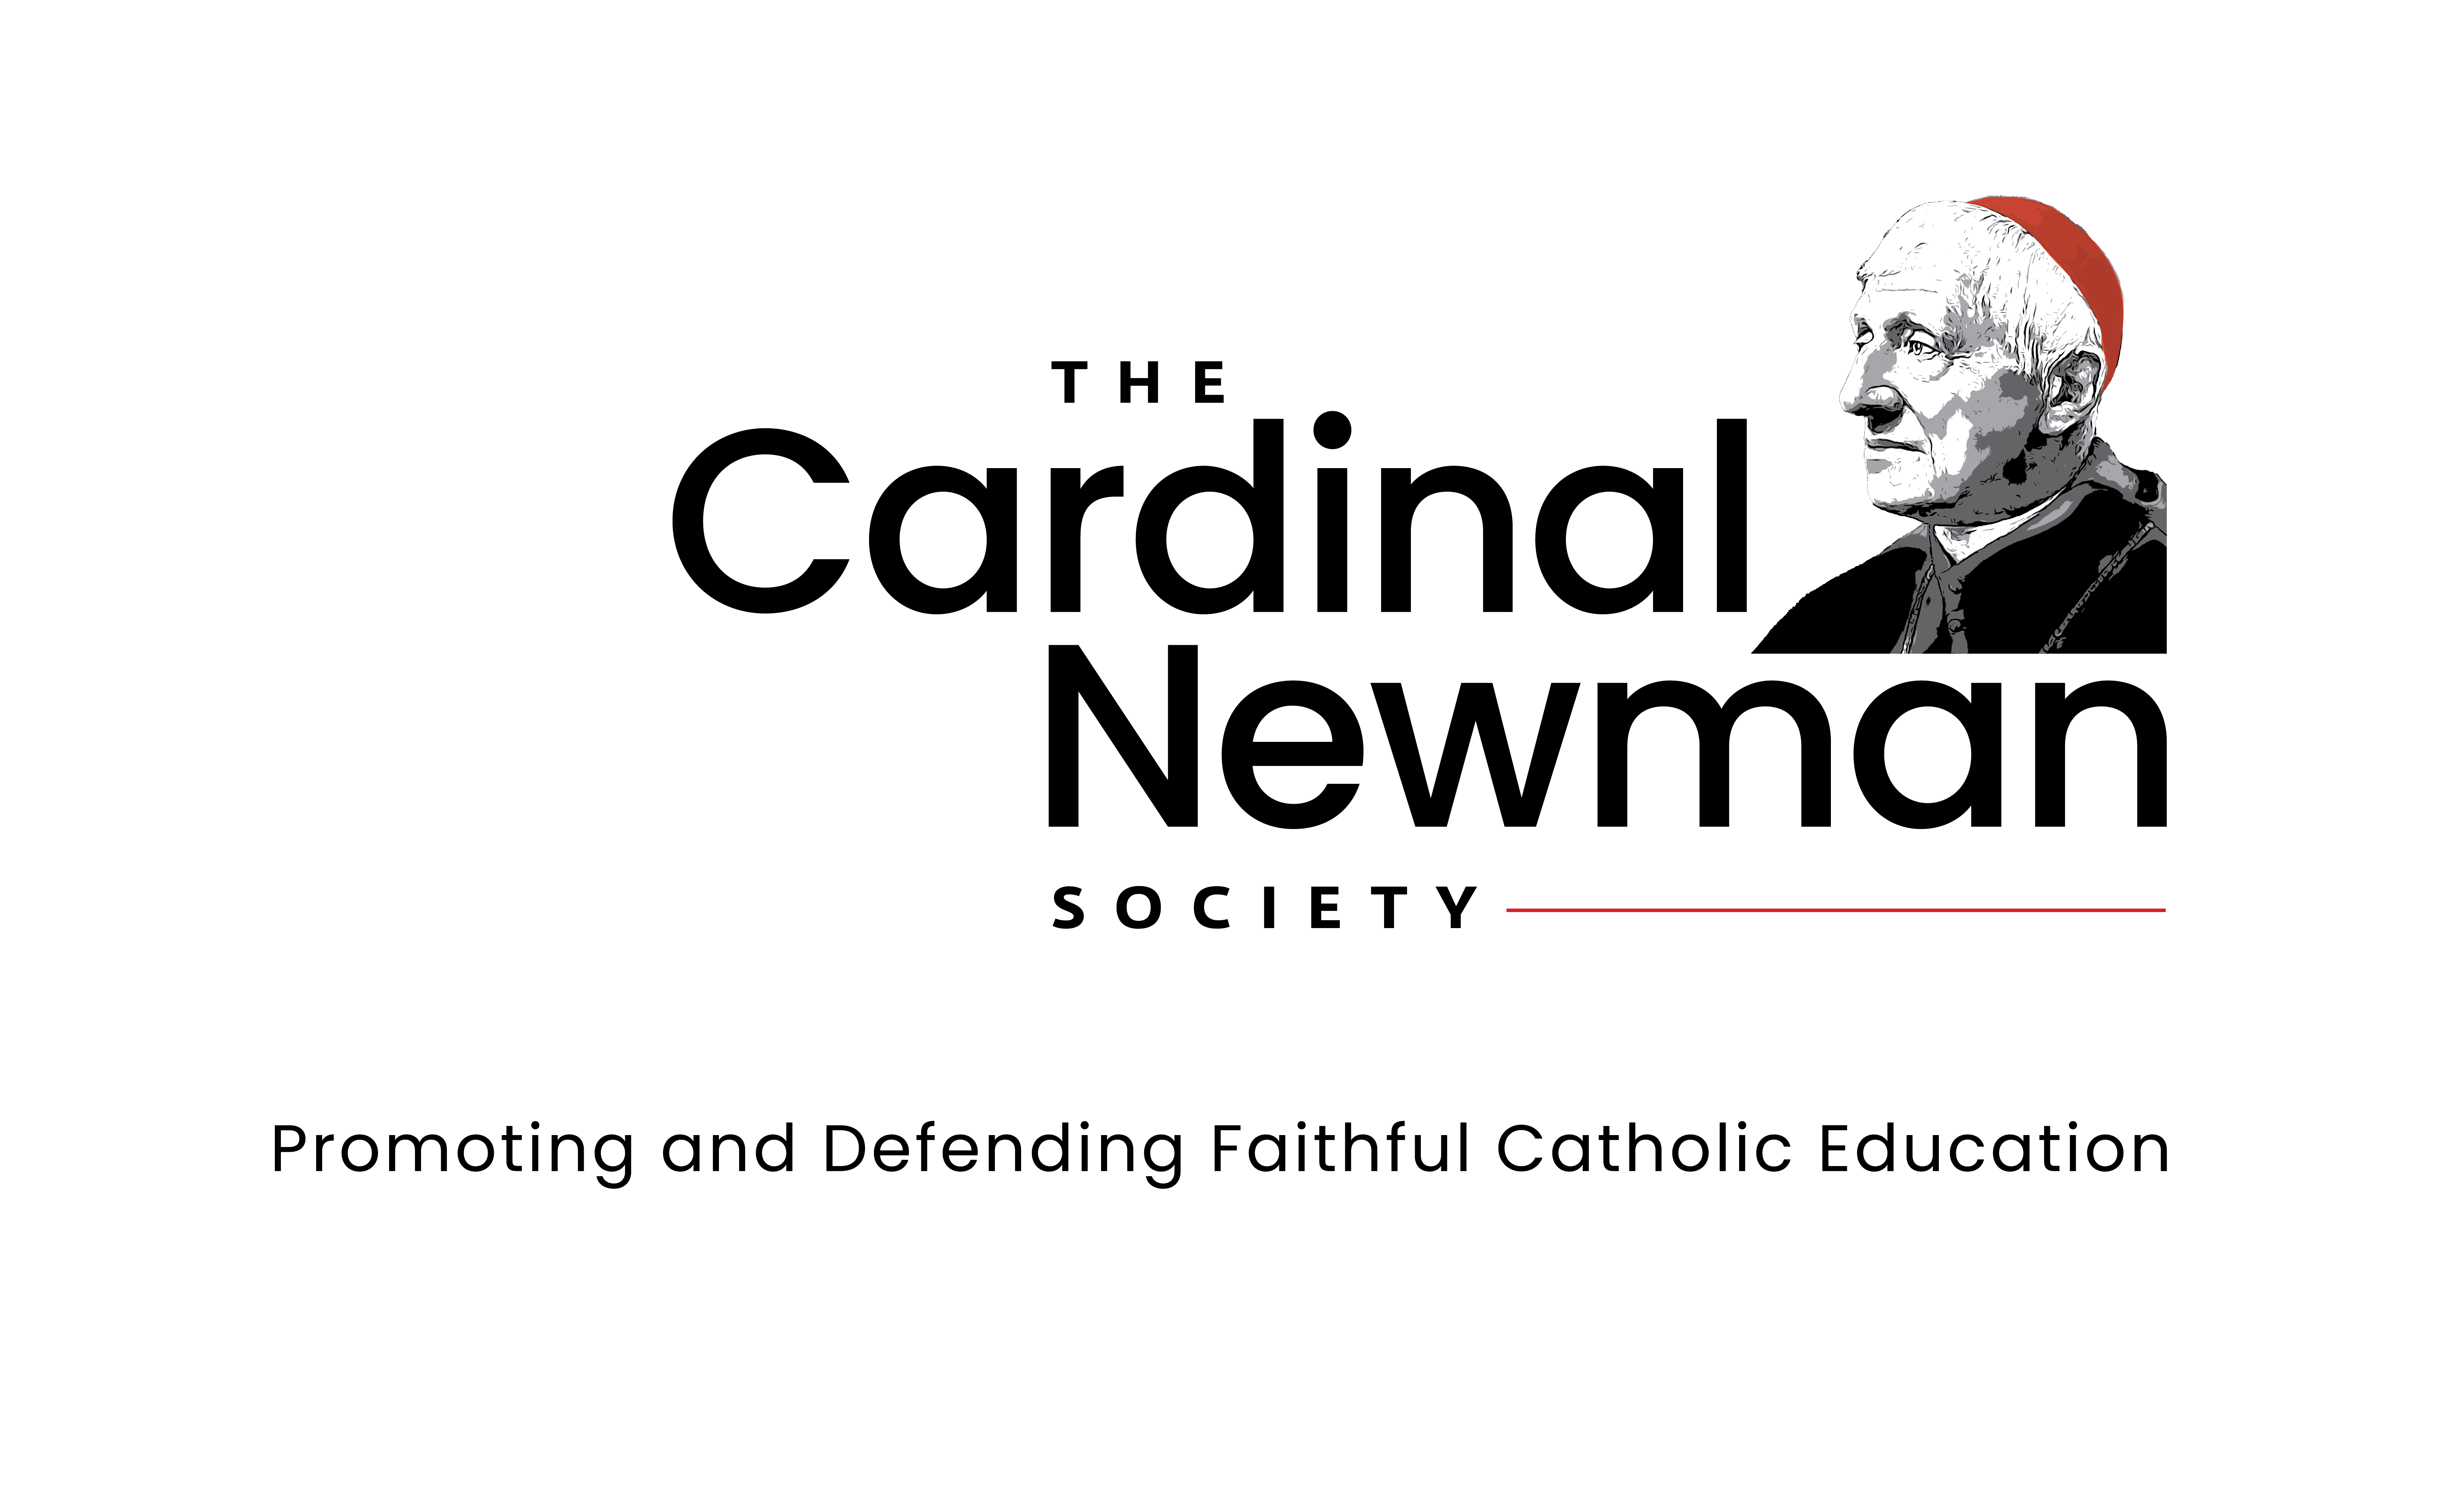 THE
Cardinal
Newman
SOCIETY
Promoting and Defending Faithful Catholic Education